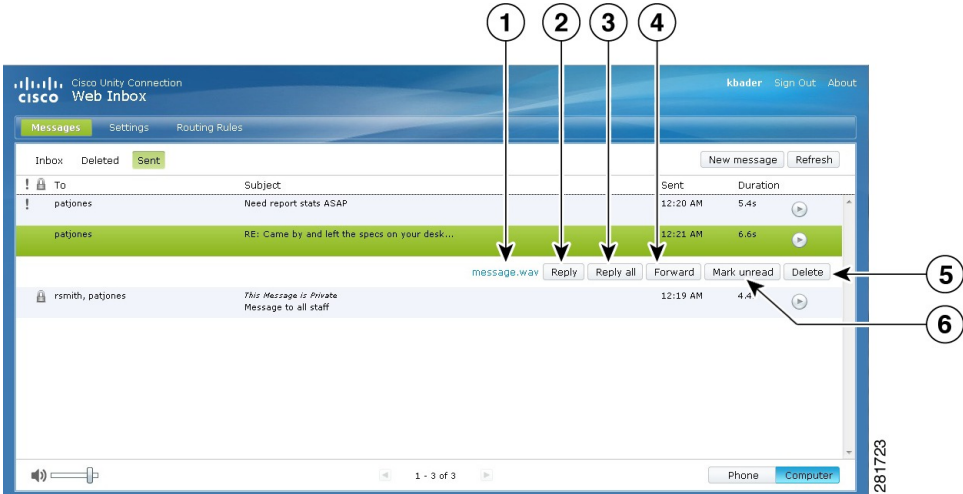 1 2 3 4
Cisco Unity Connection
CISCO Web Inbox
kbader Sign Out About
Messages Settings Routing Rules
Inbox Deleted Sent
New message Refresh
! To Subject Sent Duration
! patjones Need report stats ASAP 12:20 AM 5.4s
patjones RE: Came by and left the specs on your desk... 12:21 AM 6.6s
message.wav Reply Reply all Forward Mark unread Delete
5
rsmith, patjones This Message is Private 12:19 AM 4.4
Message to all staff
6
1 - 3 of 3
Phone Computer
281723